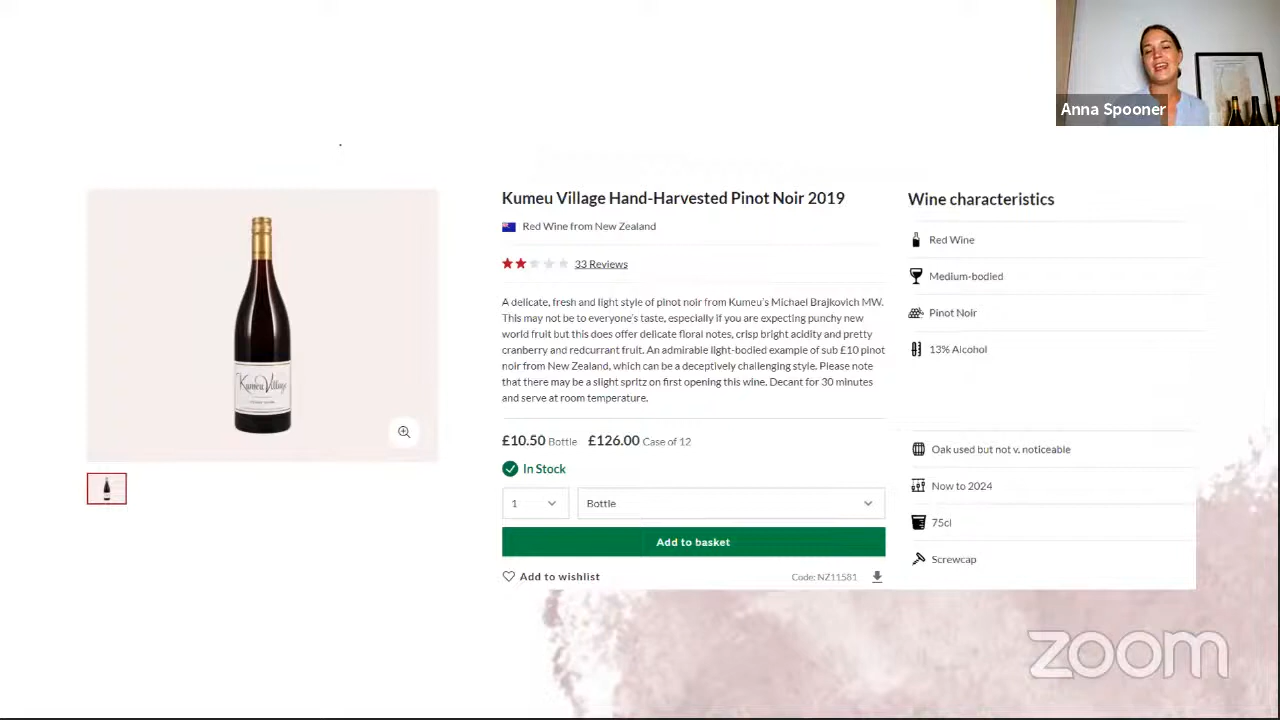 Anna Spooner
Kumeu Village Hand-Harvested Pinot Noir 2019
Red Wine from New Zealand
33 Reviews
A delicate, fresh and light style of pinot noir from Kumeu's Michael Brajkovich MW.
This may not be to everyone's taste, especially if you are expecting punchy new
world fruit but this does offer delicate floral notes, crisp bright acidity and pretty
cranberry and redcurrant fruit. An admirable light-bodied example of sub £10 pinot
noir from New Zealand, which can be a deceptively challenging style. Please note
that there may be a slight spritz on first opening this wine. Decant for 30 minutes
and serve at room temperature.
£10.50 Bottle £126.00 Case of 12
In Stock
1 Bottle
Add to basket
Add to wishlist Code: NZ11581
Wine characteristics
Red Wine
Medium-bodied
Pinot Noir
13% Alcohol
Oak used but not v. noticeable
Now to 2024
75cl
Screwcap
Kumeu Village
zoom